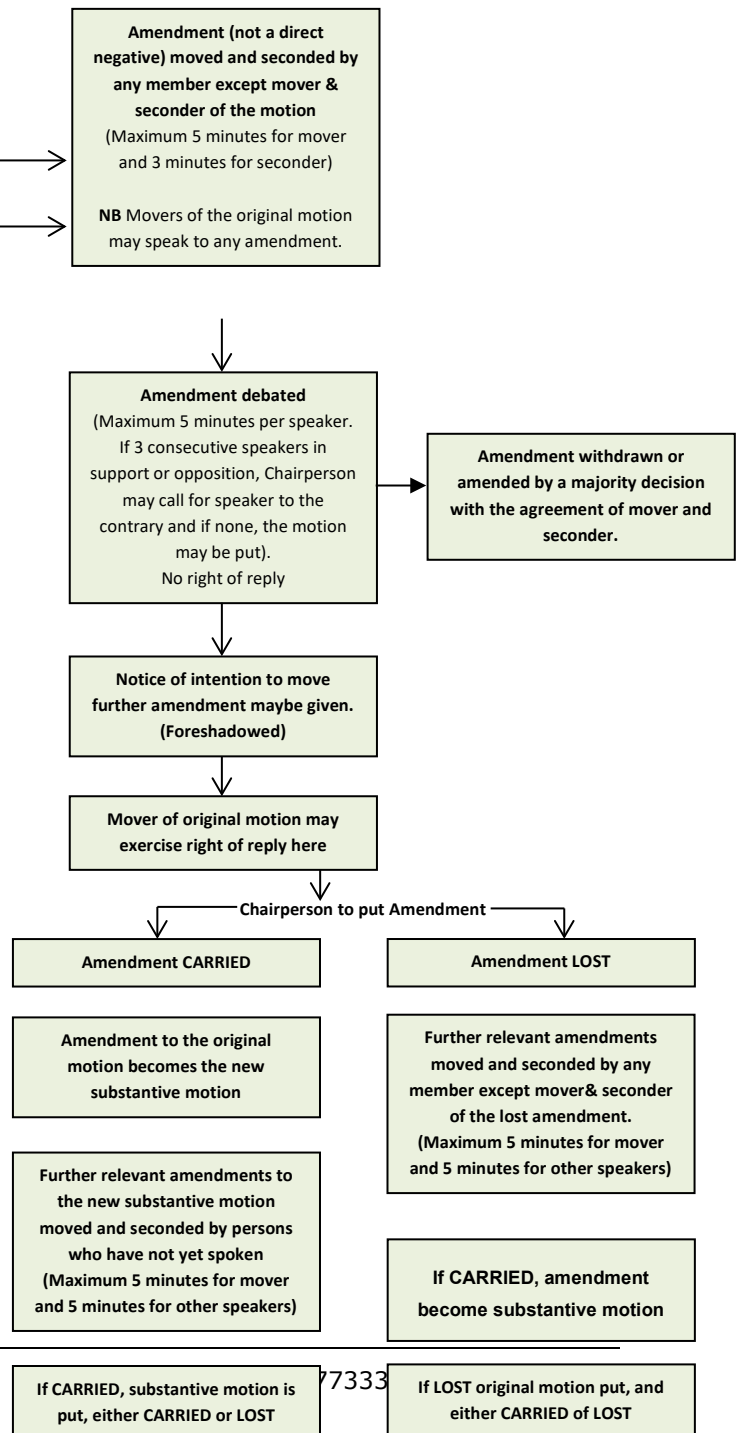 Amendment (not a direct
negative) moved and seconded by
any member except mover &
seconder of the motion
(Maximum 5 minutes for mover
and 3 minutes for seconder)
NB Movers of the original motion
may speak to any amendment.
Amendment debated
(Maximum 5 minutes per speaker.
If 3 consecutive speakers in
support or opposition, Chairperson
may call for speaker to the
contrary and if none, the motion
may be put).
No right of reply
Amendment withdrawn or
amended by a majority decision
with the agreement of mover and
seconder.
Notice of intention to move
further amendment maybe given.
(Foreshadowed)
Mover of original motion may
exercise right of reply here
Chairperson to put Amendment
Amendment CARRIED
Amendment to the original
motion becomes the new
substantive motion
Further relevant amendments to
the new substantive motion
moved and seconded by persons
who have not yet spoken
(Maximum 5 minutes for mover
and 5 minutes for other speakers)
If CARRIED, substantive motion is
put, either CARRIED or LOST
Amendment LOST
Further relevant amendments
moved and seconded by any
member except mover& seconder
of the lost amendment.
(Maximum 5 minutes for mover
and 5 minutes for other speakers)
If CARRIED, amendment
become substantive motion
If LOST original motion put, and
either CARRIED of LOST
77333